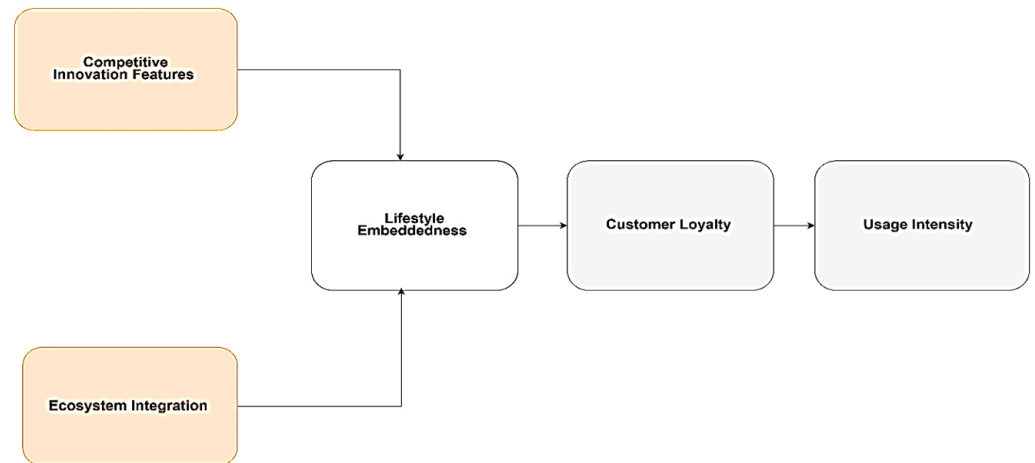 Competitive
Innovation Features
Lifestyle
Embeddedness
Customer Loyalty
Usage Intensity
Ecosystem Integration